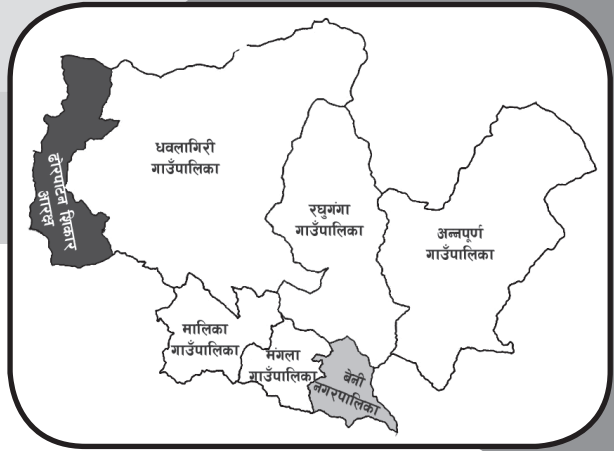 धवलागिरी
गाउँपालिका
ढोरपाटन शिकार
आरक्ष
रघुगंगा
गाउँपालिका
अन्नपूर्ण
गाउँपालिका
मालिका
गाउँपालिका
मंगला
गाउँपालिका
बेनी
नगरपालिका